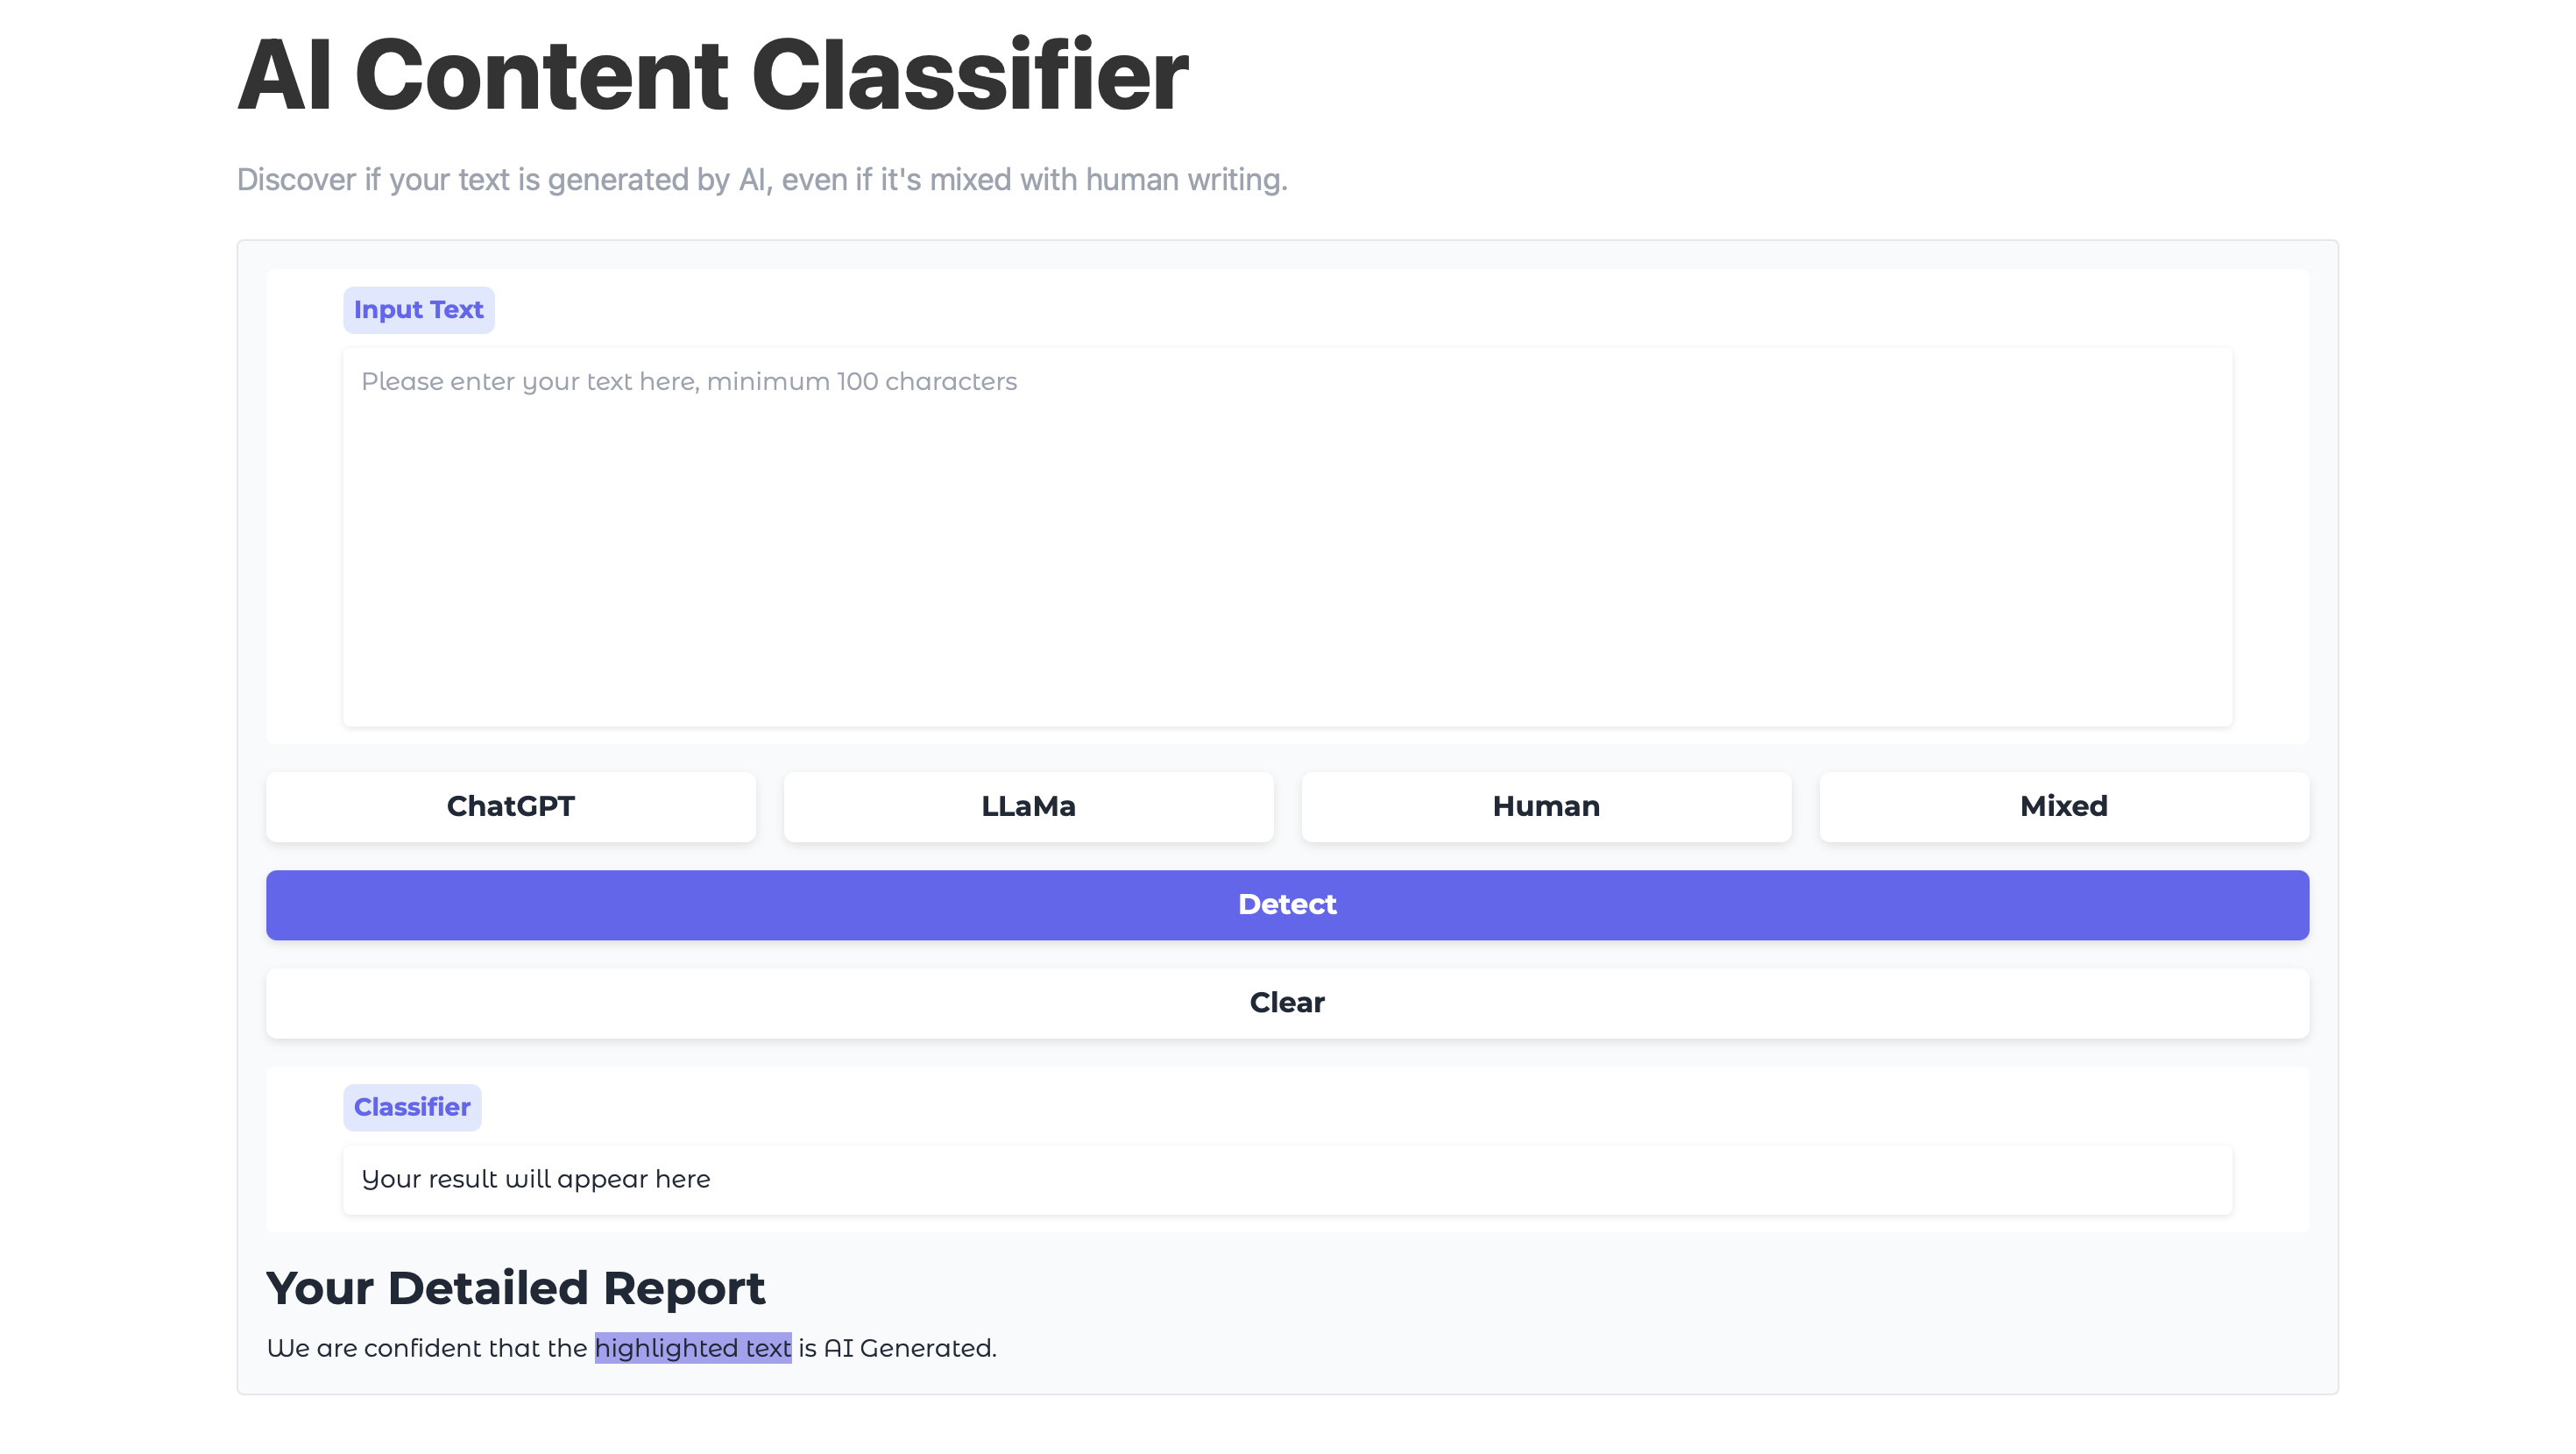 AI Content Classifier
Discover if your text is generated by AI, even if it's mixed with human writing.
Input Text
Please enter your text here, minimum 100 characters
ChatGPT
LLaMa
Human
Mixed
Detect
Clear
Classifier
Your result will appear here
Your Detailed Report
We are confident that the highlighted text is AI Generated.